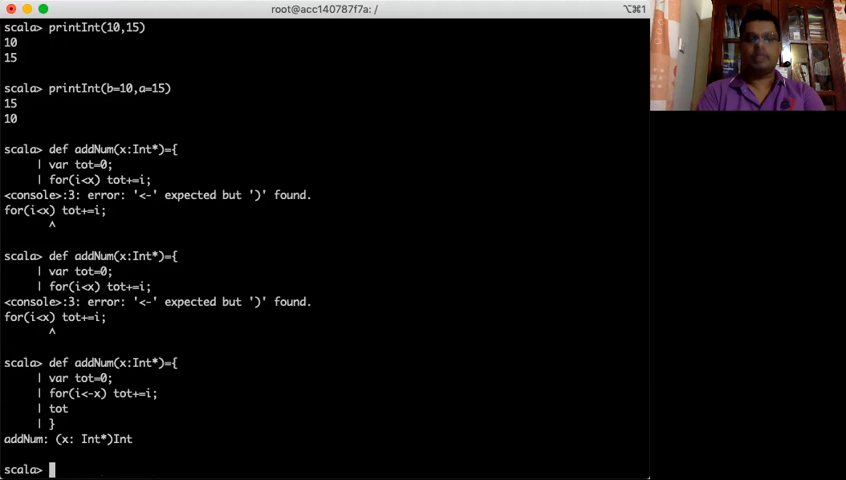 root@acc140787f7a: /
⌥⌘1
scala> printInt(10,15)
10
15
scala> printInt(b=10,a=15)
15
10
scala> def addNum(x:Int*)={
| var tot=0;
| for(i<x) tot+=i;
<console>:3: error: '<-' expected but ')' found.
for(i<x) tot+=i;
^
scala> def addNum(x:Int*)={
| var tot=0;
| for(i<x) tot+=i;
<console>:3: error: '<-' expected but ')' found.
for(i<x) tot+=i;
^
scala> def addNum(x:Int*)={
| var tot=0;
| for(i<-x) tot+=i;
| tot
| }
addNum: (x: Int*)Int
scala>